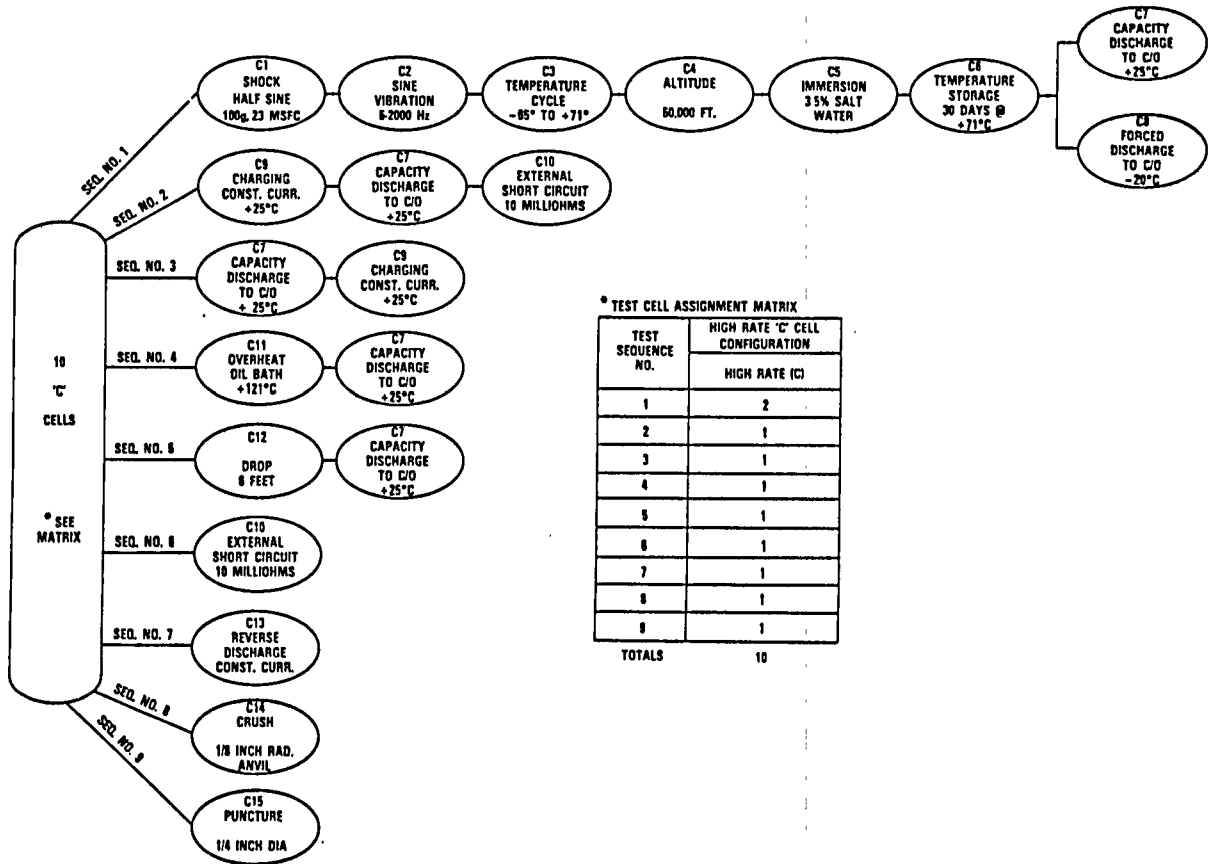 C1
SHOCK
HALF SINE
100g, 23 MSFC
C2
SINE
VIBRATION
5-2000 Hz
C3
TEMPERATURE
CYCLE
-65° TO +71°
C4
ALTITUDE
50,000 FT.
C5
IMMERSION
3.5% SALT
WATER
C6
TEMPERATURE
STORAGE
30 DAYS @
+71°C
C7
CAPACITY
DISCHARGE
TO C/O
+25°C
C8
FORCED
DISCHARGE
TO C/O
-20°C
SEQ. NO. 1
SEQ. NO. 2
C9
CHARGING
CONST. CURR.
+25°C
C7
CAPACITY
DISCHARGE
TO C/O
+25°C
C10
EXTERNAL
SHORT CIRCUIT
10 MILLIOHMS
SEQ. NO. 3
C7
CAPACITY
DISCHARGE
TO C/O
+ 25°C
C9
CHARGING
CONST. CURR.
+25°C
10
'C'
CELLS
* SEE
MATRIX
SEQ. NO. 4
C11
OVERHEAT
OIL BATH
+121°C
C7
CAPACITY
DISCHARGE
TO C/O
+25°C
SEQ. NO. 5
C12
DROP
6 FEET
C7
CAPACITY
DISCHARGE
TO C/O
+25°C
SEQ. NO. 6
C10
EXTERNAL
SHORT CIRCUIT
10 MILLIOHMS
SEQ. NO. 7
C13
REVERSE
DISCHARGE
CONST. CURR.
SEQ. NO. 8
C14
CRUSH
1/8 INCH RAD.
ANVIL
SEQ. NO. 9
C15
PUNCTURE
1/4 INCH DIA
* TEST CELL ASSIGNMENT MATRIX
TEST
SEQUENCE
NO.
HIGH RATE 'C' CELL
CONFIGURATION
HIGH RATE (C)
1 2
2 1
3 1
4 1
5 1
6 1
7 1
8 1
9 1
TOTALS 10